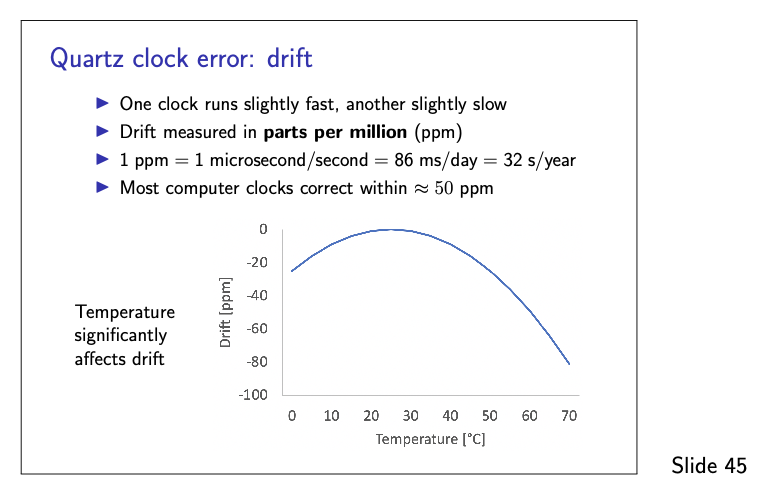 Quartz clock error: drift
▶ One clock runs slightly fast, another slightly slow
▶ Drift measured in parts per million (ppm)
▶ 1 ppm = 1 microsecond/second = 86 ms/day = 32 s/year
▶ Most computer clocks correct within ≈ 50 ppm
Temperature
significantly
affects drift
Drift [ppm]
0
-20
-40
-60
-80
-100
0 10 20 30 40 50 60 70
Temperature [°C]
Slide 45